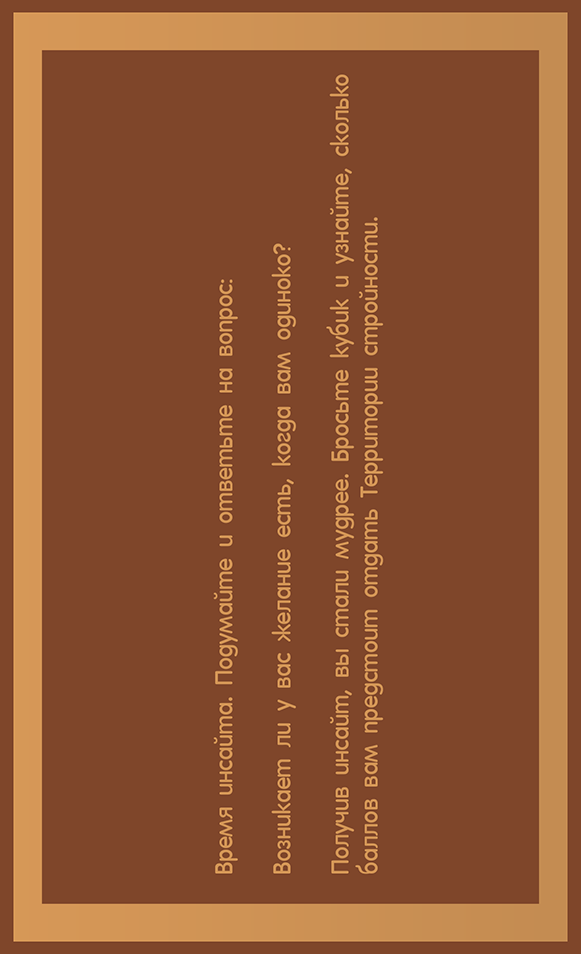 Время инсайта. Подумайте и ответьте на вопрос:
Возникает ли у вас желание есть, когда вам одиноко?
Получив инсайт, вы стали мудрее. Бросьте кубик и узнайте, сколько
баллов вам предстоит отдать Территории стройности.